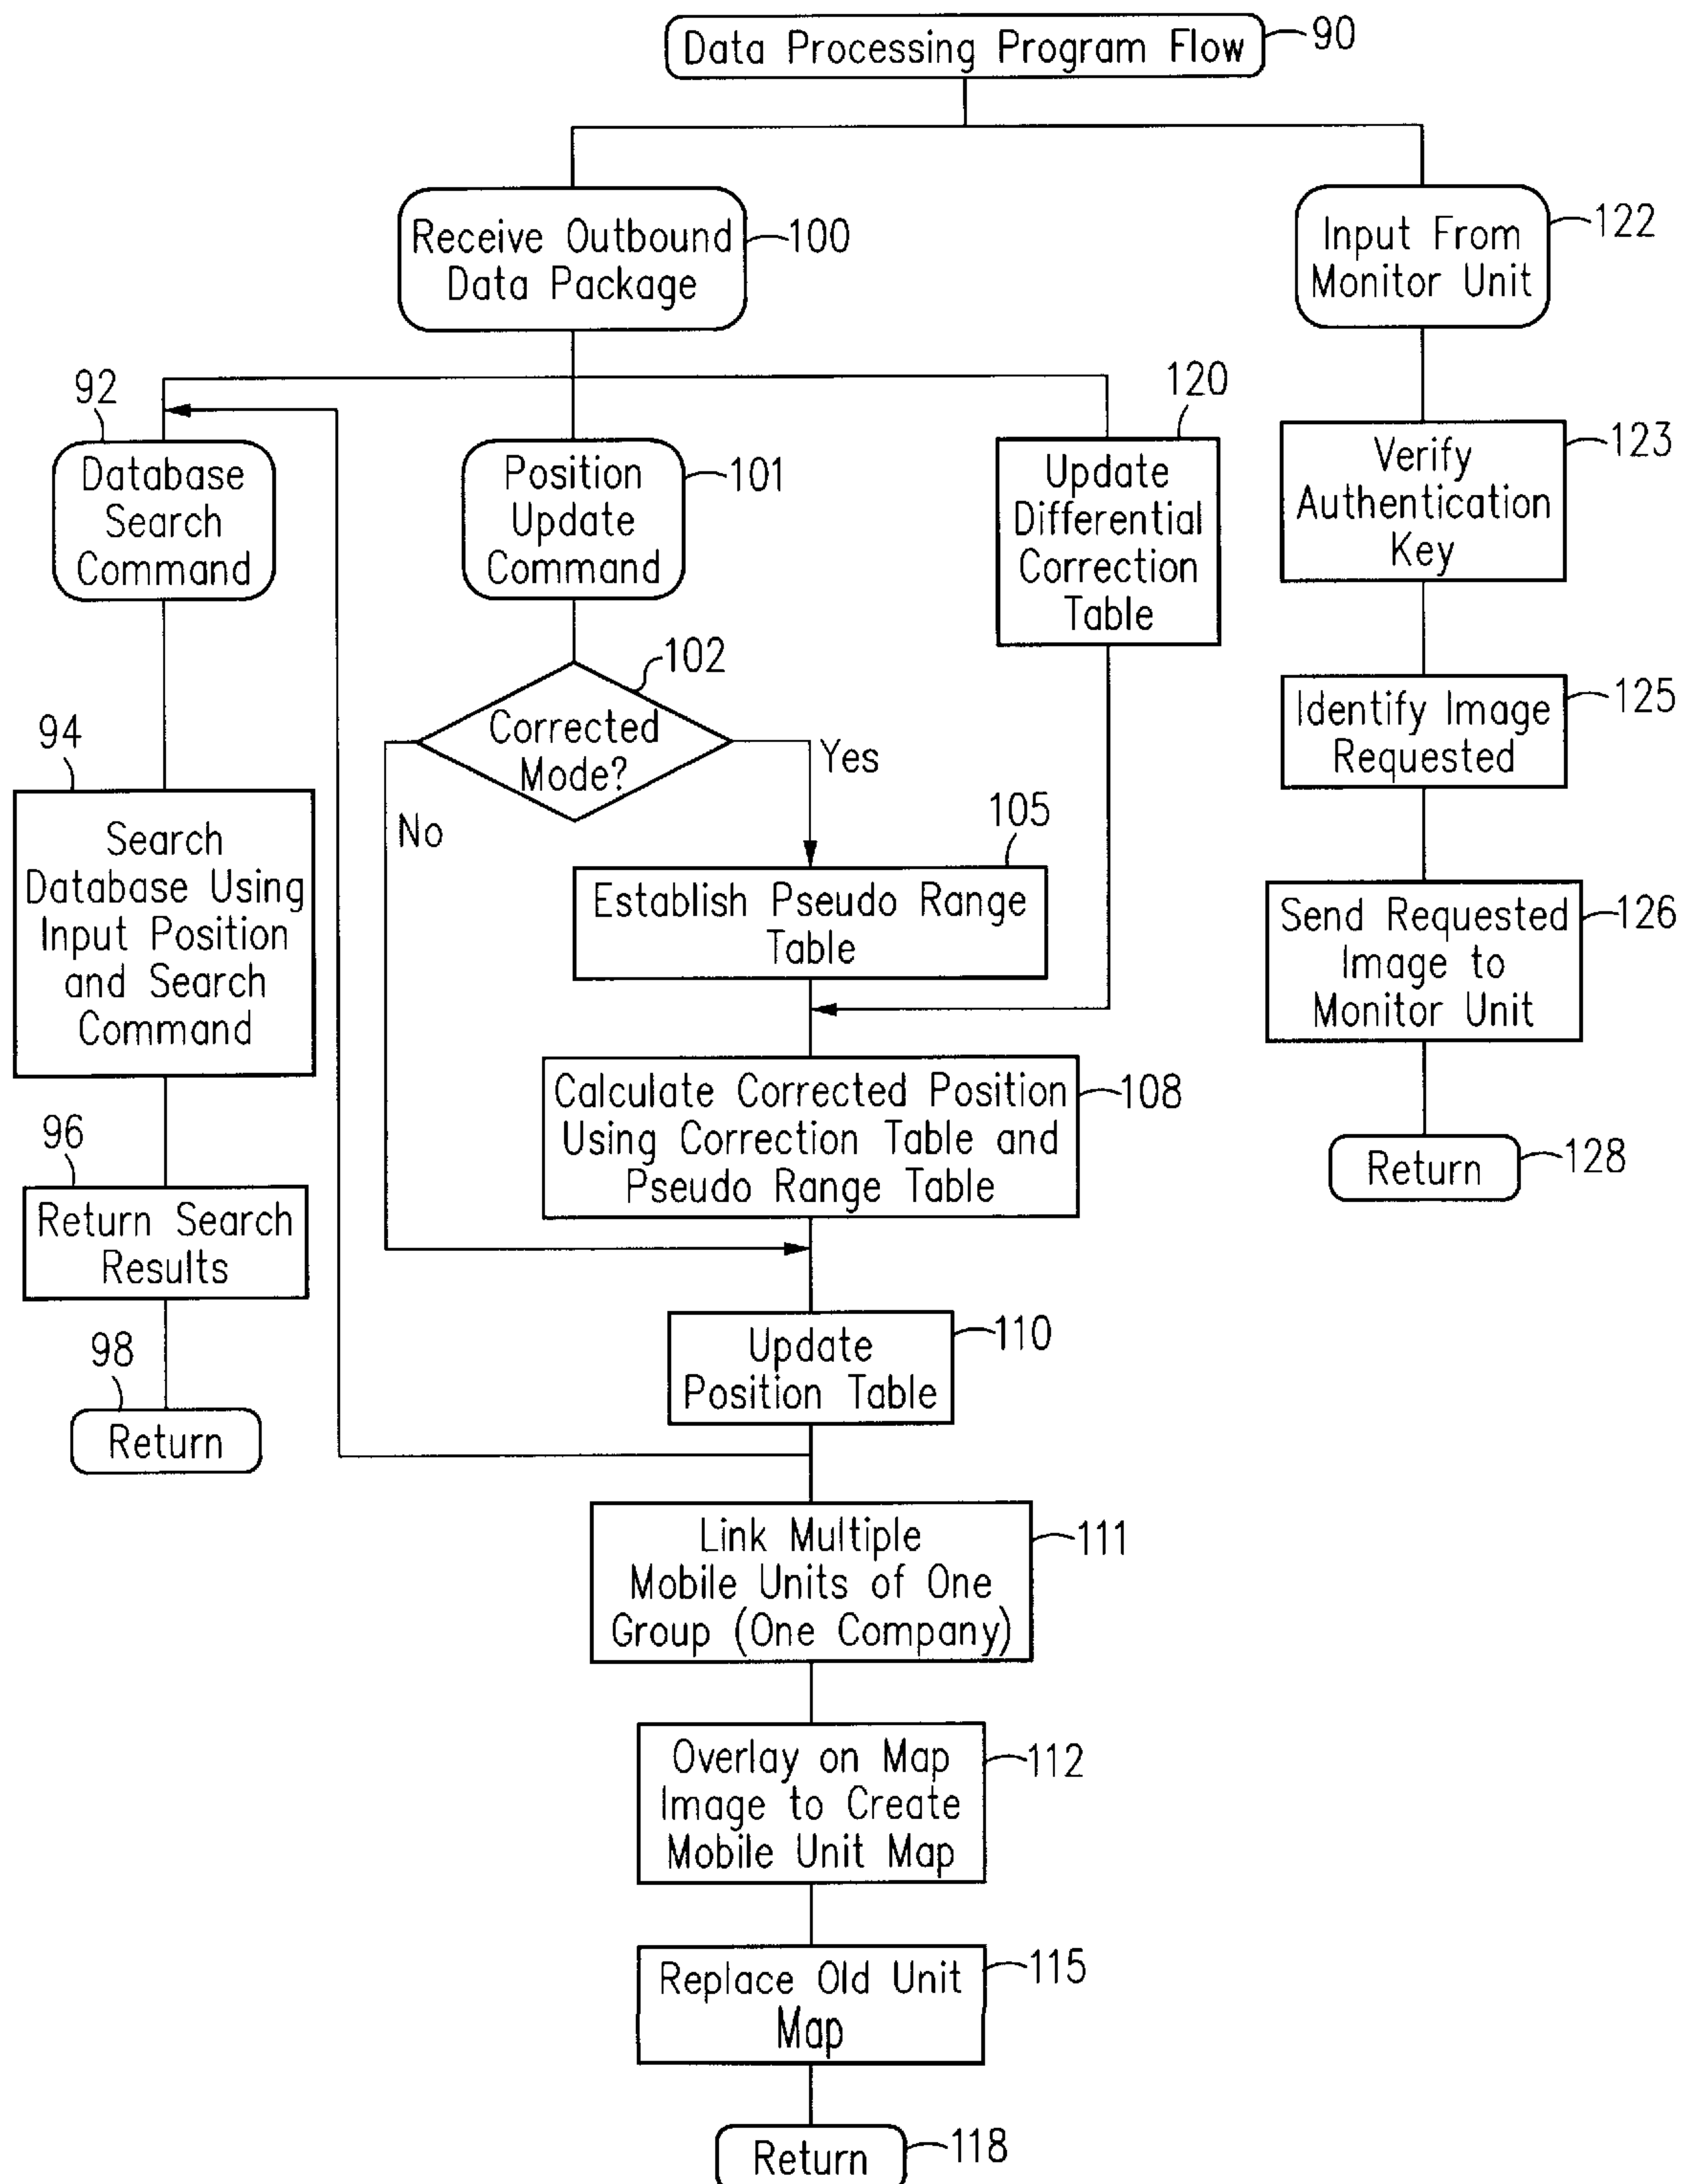 Data Processing Program Flow
90
Receive Outbound
Data Package
100
Input From
Monitor Unit
122
92
Database
Search
Command
Position
Update
Command
101
120
Update
Differential
Correction
Table
Verify
Authentication
Key
123
102
Corrected
Mode?
Yes
No
Identify Image
Requested
125
94
Search
Database Using
Input Position
and Search
Command
105
Establish Pseudo Range
Table
Send Requested
Image to
Monitor Unit
126
Calculate Corrected Position
Using Correction Table and
Pseudo Range Table
108
Return
128
96
Return Search
Results
98
Return
Update
Position Table
110
Link Multiple
Mobile Units of One
Group (One Company)
111
Overlay on Map
Image to Create
Mobile Unit Map
112
Replace Old Unit
Map
115
Return
118